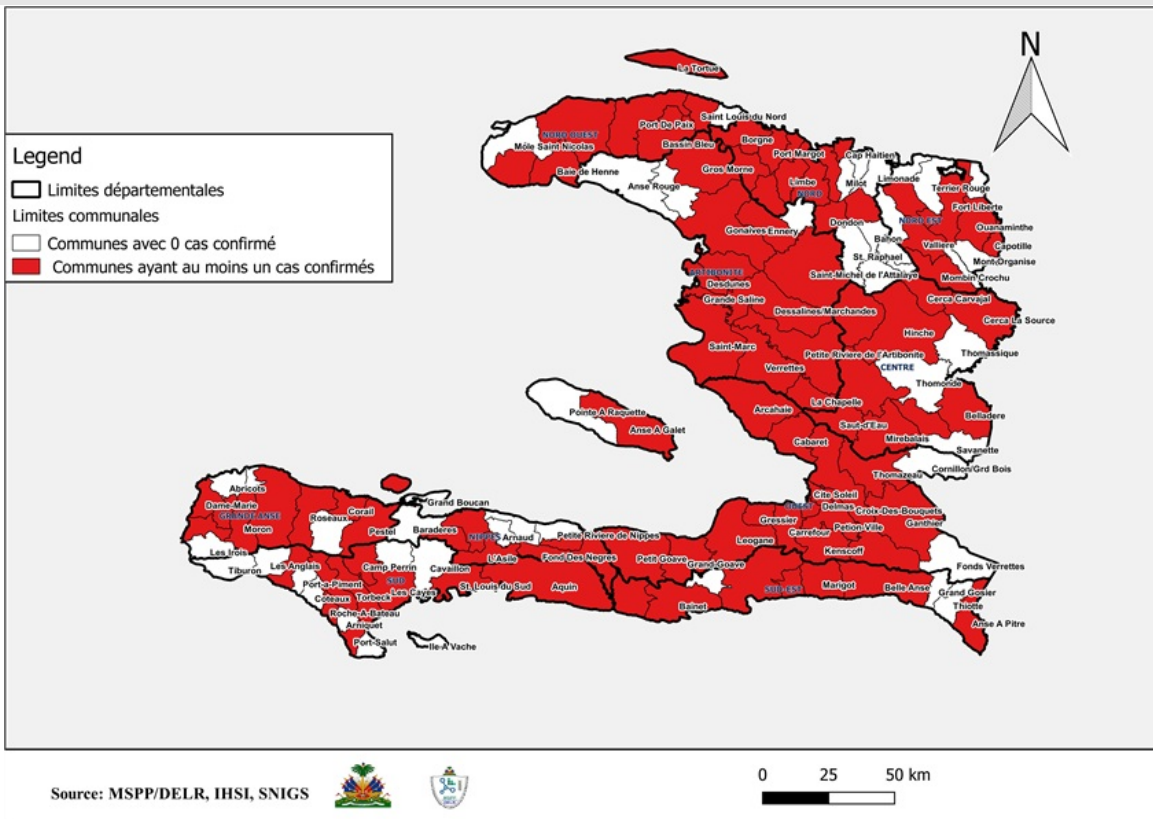 N
Legend
Limites départementales
Limites communales
Communes avec 0 cas confirmé
Communes ayant au moins un cas confirmés
La Tortue
Saint Louis du Nord
Port De Paix
NORD OUEST
Môle Saint Nicolas
Bassin Bleu
Borgne
Port Margot
Cap Haïtien
Baie de Henne
Gros Morne
Anse Rouge
Limbe
NORD
Milot
Limonade
Terrier Rouge
Fort Liberte
Dondon
NORD EST
Ouanaminthe
Gonaives
Ennery
Bahon
Valliere
Capotille
St. Raphael
Mont-Organise
Saint-Michel de l'Attalaye
Mombin Crochu
ARTIBONITE
Desdunes
Grande Saline
Cerca Carvajal
Dessalines/Marchandes
Cerca La Source
Hinche
Saint-Marc
Petite Riviere de l'Artibonite
Thomassique
Verrettes
CENTRE
Thomonde
La Chapelle
Arcahaie
Belladere
Pointe A Raquette
Anse A Galet
Saut-d'Eau
Mirebalais
Cabaret
Savanette
Cornillon/Grd Bois
Thomazeau
Abricots
Dame-Marie
GRANDE ANSE
Moron
Roseaux
Corail
Pestel
Grand Boucan
Baraderes
NIPPES
Arnaud
Petite Riviere de Nippes
Cite Soleil
OUEST
Delmas
Croix-Des-Bouquets
Gressier
Ganthier
Carrefour
Petion-Ville
Leogane
Kenscoff
Les Irois
Tiburon
Les Anglais
Camp Perrin
Cavaillon
L'Asile
Fond Des Negres
Petit Goave
Grand-Goave
Fonds Verrettes
Port-a-Piment
SUD
Les Cayes
St. Louis du Sud
Aquin
SUD-EST
Marigot
Belle Anse
Grand Gosier
Coteaux
Torbeck
Bainet
Thiotte
Roche-A-Bateau
Arniquet
Anse A Pitre
Port-Salut
Ile-A Vache
Source: MSPP/DELR, IHSI, SNIGS
0 25 50 km